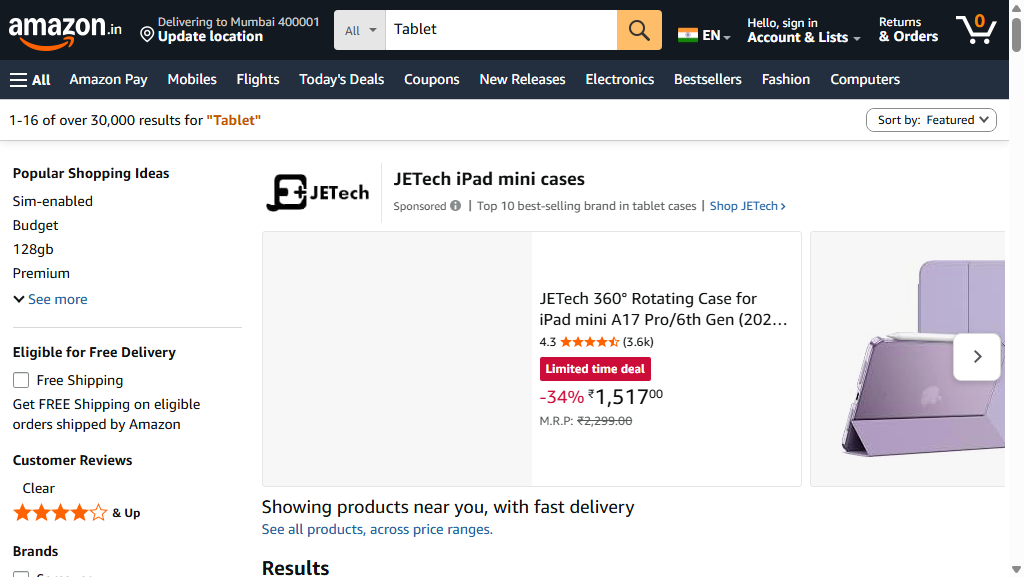 amazon.in
Delivering to Mumbai 400001
Update location
All
Tablet
EN
Hello, sign in
Account & Lists
Returns
& Orders
0
All
Amazon Pay
Mobiles
Flights
Today's Deals
Coupons
New Releases
Electronics
Bestsellers
Fashion
Computers
1-16 of over 30,000 results for "Tablet"
Sort by: Featured
Popular Shopping Ideas
Sim-enabled
Budget
128gb
Premium
See more
Eligible for Free Delivery
Free Shipping
Get FREE Shipping on eligible
orders shipped by Amazon
Customer Reviews
Clear
& Up
Brands
JETech
JETech iPad mini cases
Sponsored | Top 10 best-selling brand in tablet cases | Shop JETech
JETech 360° Rotating Case for
iPad mini A17 Pro/6th Gen (202…
4.3 (3.6k)
Limited time deal
-34% ₹1,51700
M.R.P: ₹2,299.00
Showing products near you, with fast delivery
See all products, across price ranges.
Results